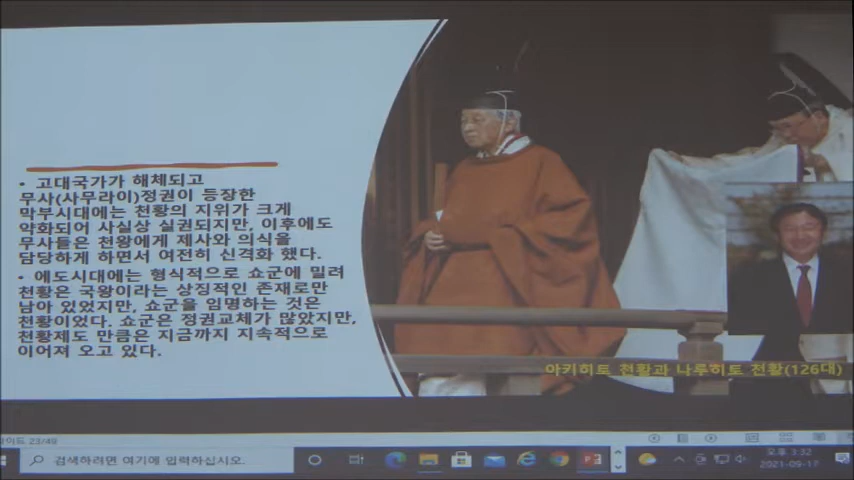 • 고대국가가 해체되고
무사(사무라이)정권이 등장한
막부시대에는 천황의 지위가 크게
약화되어 사실상 실권되지만, 이후에도
무사들은 천왕에게 제사와 의식을
담당하게 하면서 여전히 신격화 했다.
• 에도시대에는 형식적으로 쇼군에 밀려
천황은 국왕이라는 상징적인 존재로만
남아 있었지만, 쇼군을 임명하는 것은
천황이었다. 쇼군은 정권교체가 많았지만,
천황제도 만큼은 지금까지 지속적으로
이어져 오고 있다.
아키히토 천황과 나루히토 천황(126대)
23/49
검색하려면 여기에 입력하십시오.
오후 3:32